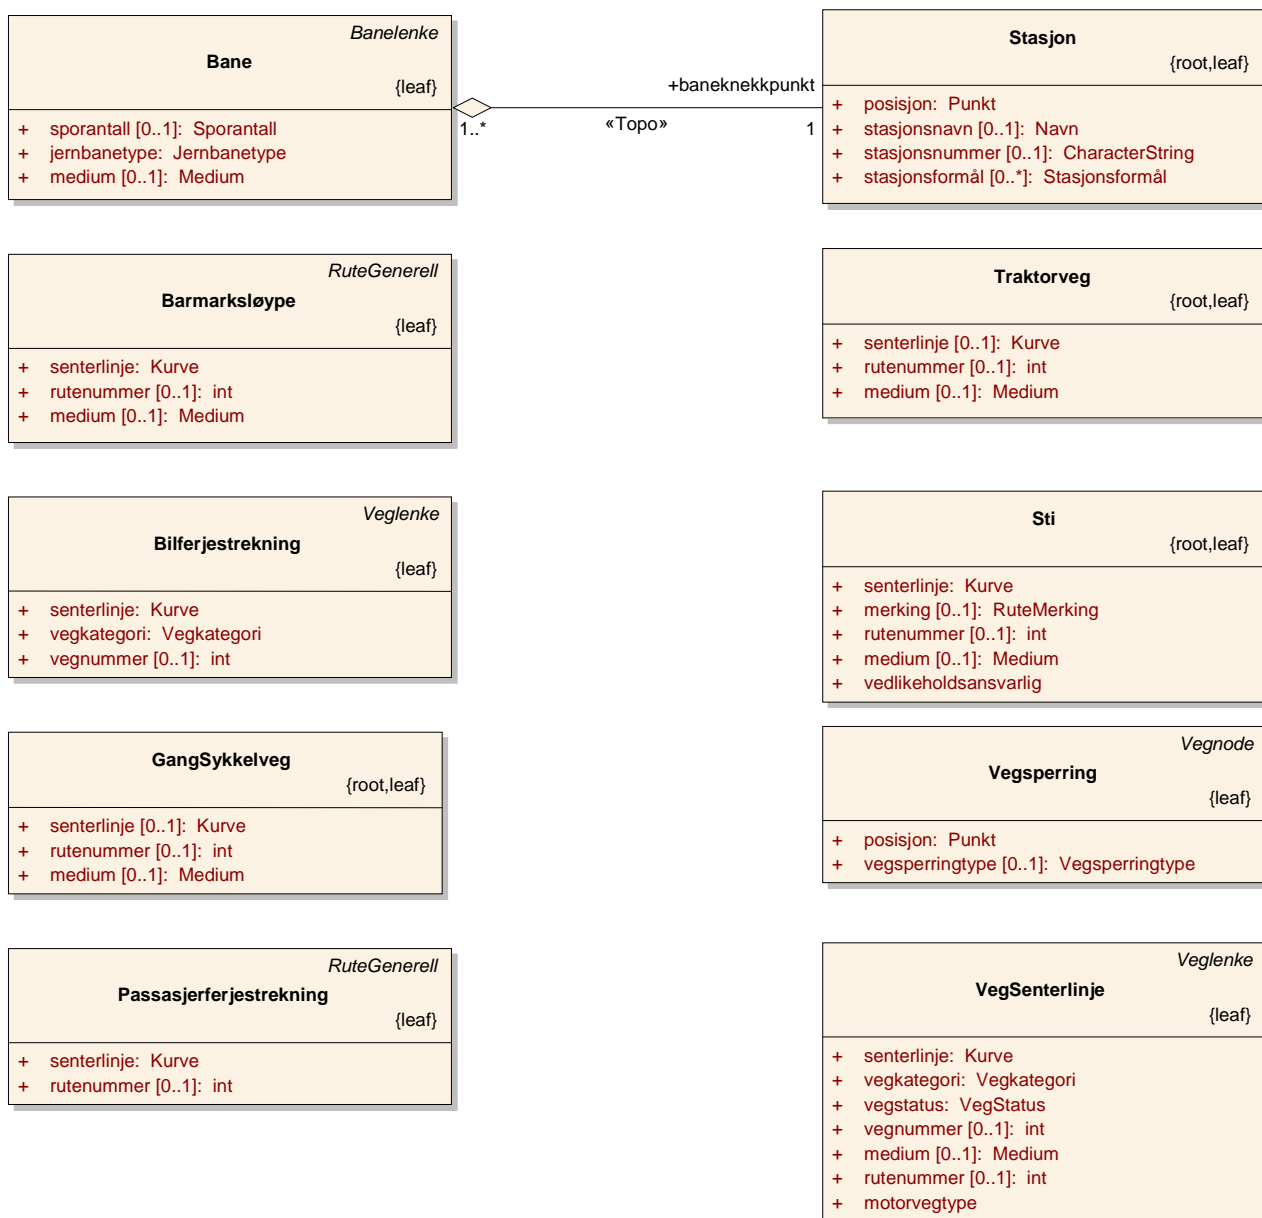 Banelenke
Bane
{leaf}
+ sporantall [0..1]: Sporantall
+ jernbanetype: Jernbanetype
+ medium [0..1]: Medium
+baneknekkpunkt
1..*
«Topo»
1
Stasjon
{root,leaf}
+ posisjon: Punkt
+ stasjonsnavn [0..1]: Navn
+ stasjonsnummer [0..1]: CharacterString
+ stasjonsformål [0..*]: Stasjonsformål
RuteGenerell
Barmarksløype
{leaf}
+ senterlinje: Kurve
+ rutenummer [0..1]: int
+ medium [0..1]: Medium
Traktorveg
{root,leaf}
+ senterlinje [0..1]: Kurve
+ rutenummer [0..1]: int
+ medium [0..1]: Medium
Veglenke
Bilferjestrekning
{leaf}
+ senterlinje: Kurve
+ vegkategori: Vegkategori
+ vegnummer [0..1]: int
Sti
{root,leaf}
+ senterlinje: Kurve
+ merking [0..1]: RuteMerking
+ rutenummer [0..1]: int
+ medium [0..1]: Medium
+ vedlikeholdsansvarlig
GangSykkelveg
{root,leaf}
+ senterlinje [0..1]: Kurve
+ rutenummer [0..1]: int
+ medium [0..1]: Medium
Vegnode
Vegsperring
{leaf}
+ posisjon: Punkt
+ vegsperringtype [0..1]: Vegsperringtype
RuteGenerell
Passasjerferjestrekning
{leaf}
+ senterlinje: Kurve
+ rutenummer [0..1]: int
Veglenke
VegSenterlinje
{leaf}
+ senterlinje: Kurve
+ vegkategori: Vegkategori
+ vegstatus: VegStatus
+ vegnummer [0..1]: int
+ medium [0..1]: Medium
+ rutenummer [0..1]: int
+ motorvegtype